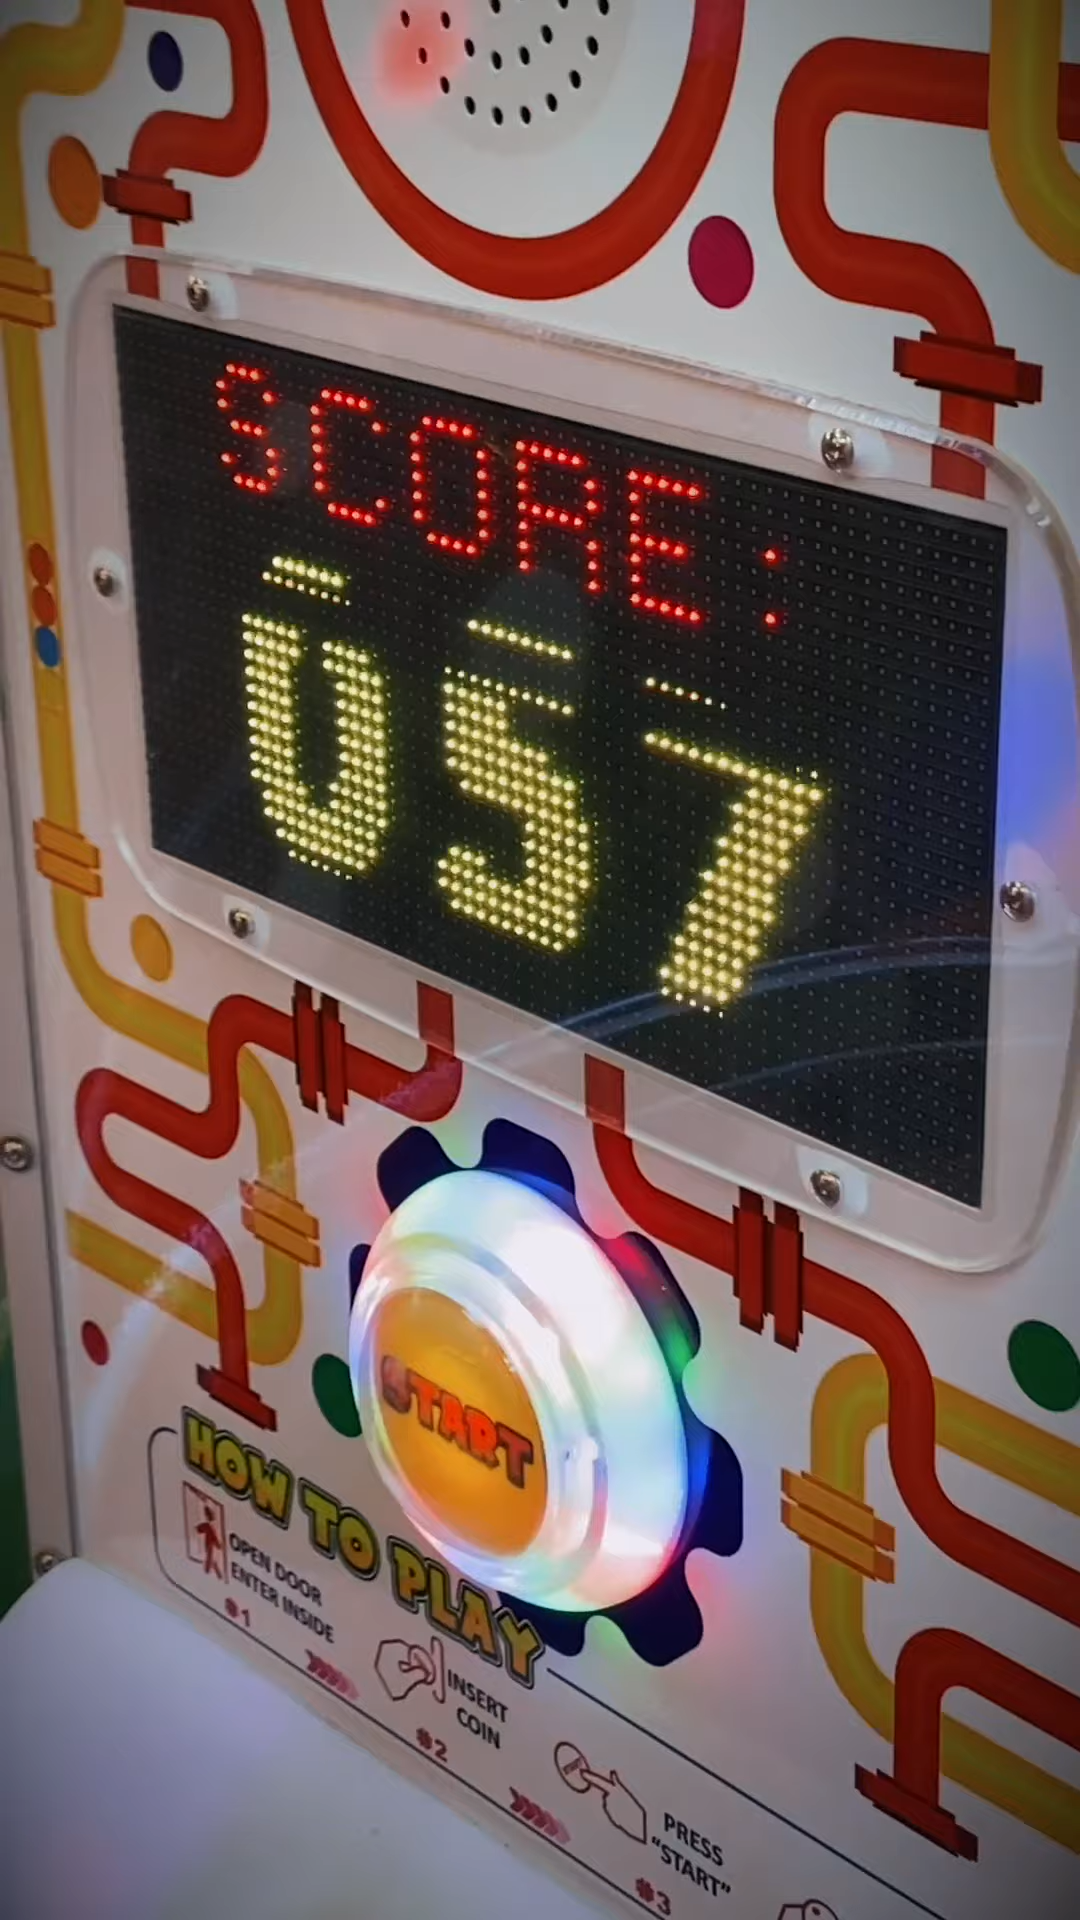 SCORE:
057
START
HOW TO PLAY
OPEN DOOR
ENTER INSIDE
#1
INSERT
COIN
#2
PRESS
"START"
#3